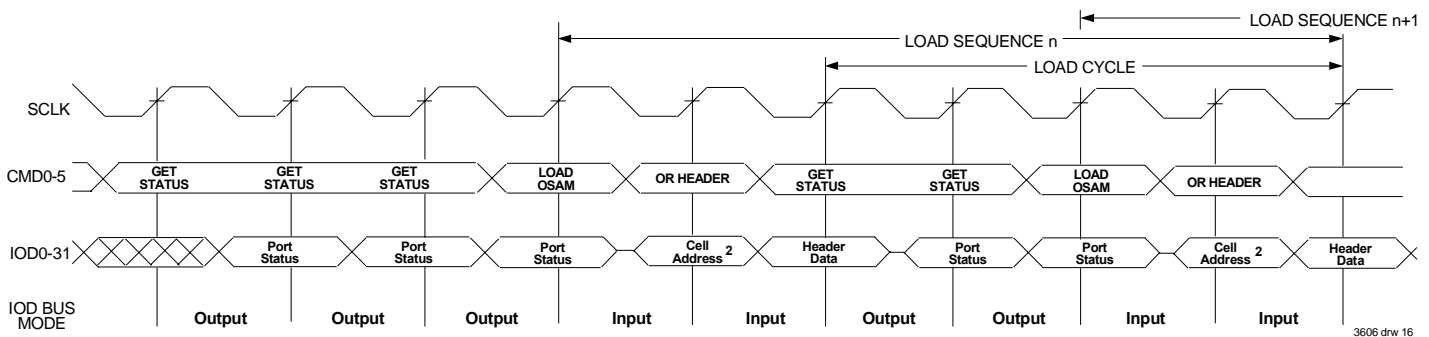 LOAD SEQUENCE n+1
LOAD SEQUENCE n
LOAD CYCLE
SCLK
CMD0-5
GET STATUS
GET STATUS
GET STATUS
LOAD OSAM
OR HEADER
GET STATUS
GET STATUS
LOAD OSAM
OR HEADER
IOD0-31
Port Status
Port Status
Port Status
Cell Address 2
Header Data
Port Status
Port Status
Cell Address 2
Header Data
IOD BUS MODE
Output
Output
Output
Input
Input
Output
Output
Input
Input
3606 drw 16